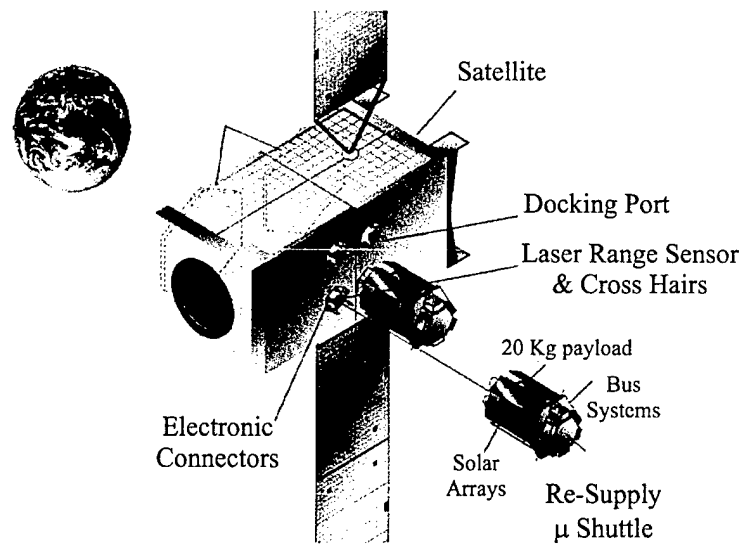 Satellite
Docking Port
Laser Range Sensor
& Cross Hairs
20 Kg payload
Bus
Systems
Electronic
Connectors
Solar
Arrays
Re-Supply
μ Shuttle